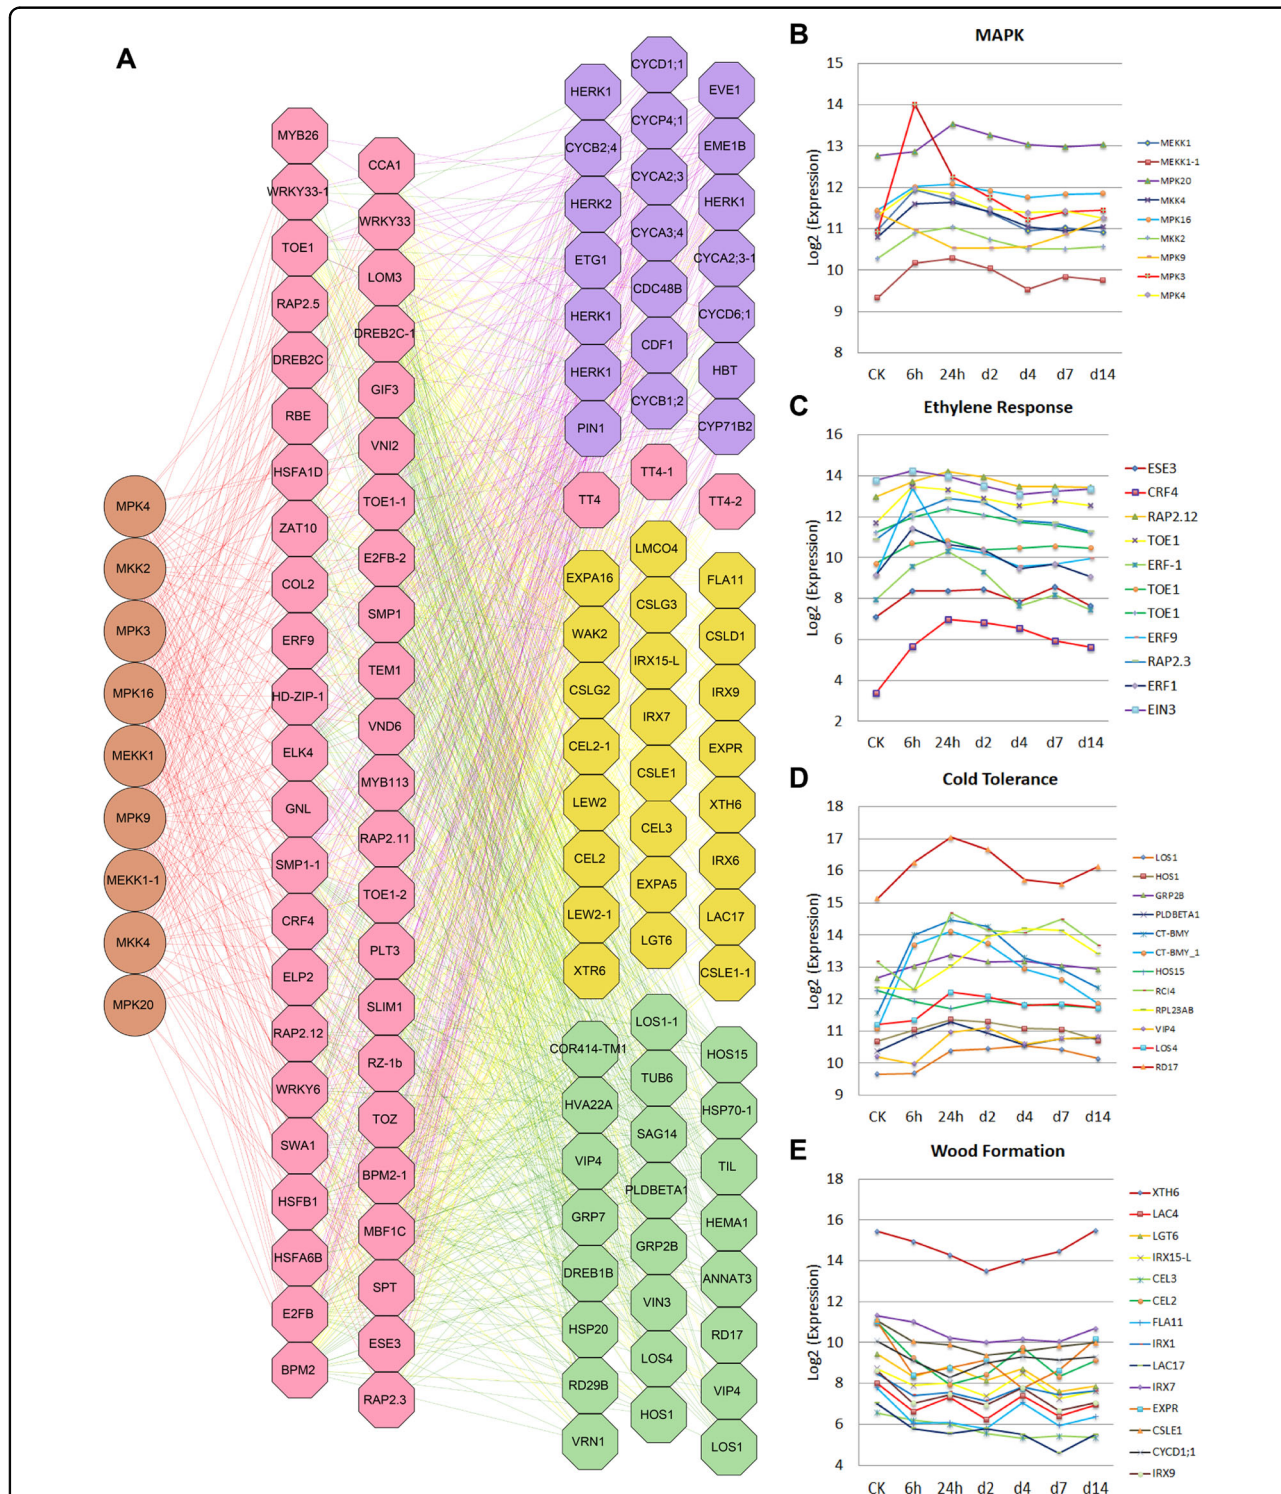 A
MPK4
MKK2
MPK3
MPK16
MEKK1
MPK9
MEKK1-1
MKK4
MPK20
MYB26
WRKY33-1
TOE1
RAP2.5
DREB2C
RBE
HSFA1D
ZAT10
COL2
ERF9
HD-ZIP-1
ELK4
GNL
SMP1-1
CRF4
ELP2
RAP2.12
WRKY6
SWA1
HSFB1
HSFA6B
E2FB
BPM2
CCA1
WRKY33
LOM3
DREB2C-1
GIF3
VNI2
TOE1-1
E2FB-2
SMP1
TEM1
VND6
MYB113
RAP2.11
TOE1-2
PLT3
SLIM1
RZ-1b
TOZ
BPM2-1
MBF1C
SPT
ESE3
RAP2.3
HERK1
CYCB2;4
HERK2
ETG1
HERK1
HERK1
PIN1
CYCD1;1
CYCP4;1
CYCA2;3
CYCA3;4
CDC48B
CDF1
CYCB1;2
EVE1
EME1B
HERK1
CYCA2;3-1
CYCD6;1
HBT
CYP71B2
TT4
TT4-1
TT4-2
EXPA16
WAK2
CSLG2
CEL2-1
LEW2
CEL2
LEW2-1
XTR6
LMCO4
CSLG3
IRX15-L
IRX7
CSLE1
CEL3
EXPA5
LGT6
FLA11
CSLD1
IRX9
EXPR
XTH6
IRX6
LAC17
CSLE1-1
COR414-TM1
HVA22A
VIP4
GRP7
DREB1B
HSP20
RD29B
VRN1
LOS1-1
TUB6
SAG14
PLDBETA1
GRP2B
VIN3
LOS4
HOS1
HOS15
HSP70-1
TIL
HEMA1
ANNAT3
RD17
VIP4
LOS1
B
MAPK
Log2 (Expression)
15
14
13
12
11
10
9
8
CK 6h 24h d2 d4 d7 d14
MEKK1
MEKK1-1
MPK20
MKK4
MPK16
MKK2
MPK9
MPK3
MPK4
C
Ethylene Response
Log2 (Expression)
16
14
12
10
8
6
4
2
CK 6h 24h d2 d4 d7 d14
ESE3
CRF4
RAP2.12
TOE1
ERF-1
TOE1
TOE1
ERF9
RAP2.3
ERF1
EIN3
D
Cold Tolerance
Log2 (Expression)
18
17
16
15
14
13
12
11
10
9
CK 6h 24h d2 d4 d7 d14
LOS1
HOS1
GRP2B
PLDBETA1
CT-BMY
CT-BMY_1
HOS15
RCI4
RPL23AB
VIP4
LOS4
RD17
E
Wood Formation
Log2 (Expression)
18
16
14
12
10
8
6
4
CK 6h 24h d2 d4 d7 d14
XTH6
LAC4
LGT6
IRX15-L
CEL3
CEL2
FLA11
IRX1
LAC17
IRX7
EXPR
CSLE1
CYCD1;1
IRX9